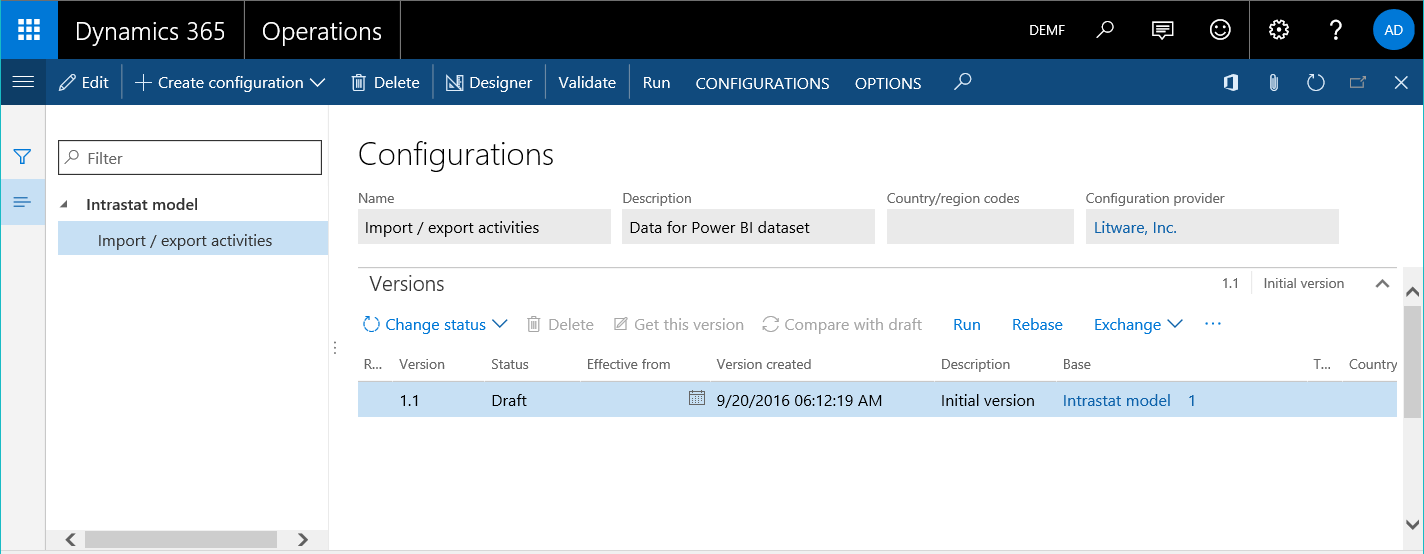 Dynamics 365 Operations DEMF ? AD
Edit Create configuration Delete Designer Validate Run CONFIGURATIONS OPTIONS
Filter
Intrastat model
Import / export activities
Configurations
Name Description Country/region codes Configuration provider
Import / export activities Data for Power BI dataset Litware, Inc.
Versions 1.1 Initial version
Change status Delete Get this version Compare with draft Run Rebase Exchange ...
R... Version Status Effective from Version created Description Base T... Country
1.1 Draft 9/20/2016 06:12:19 AM Initial version Intrastat model 1